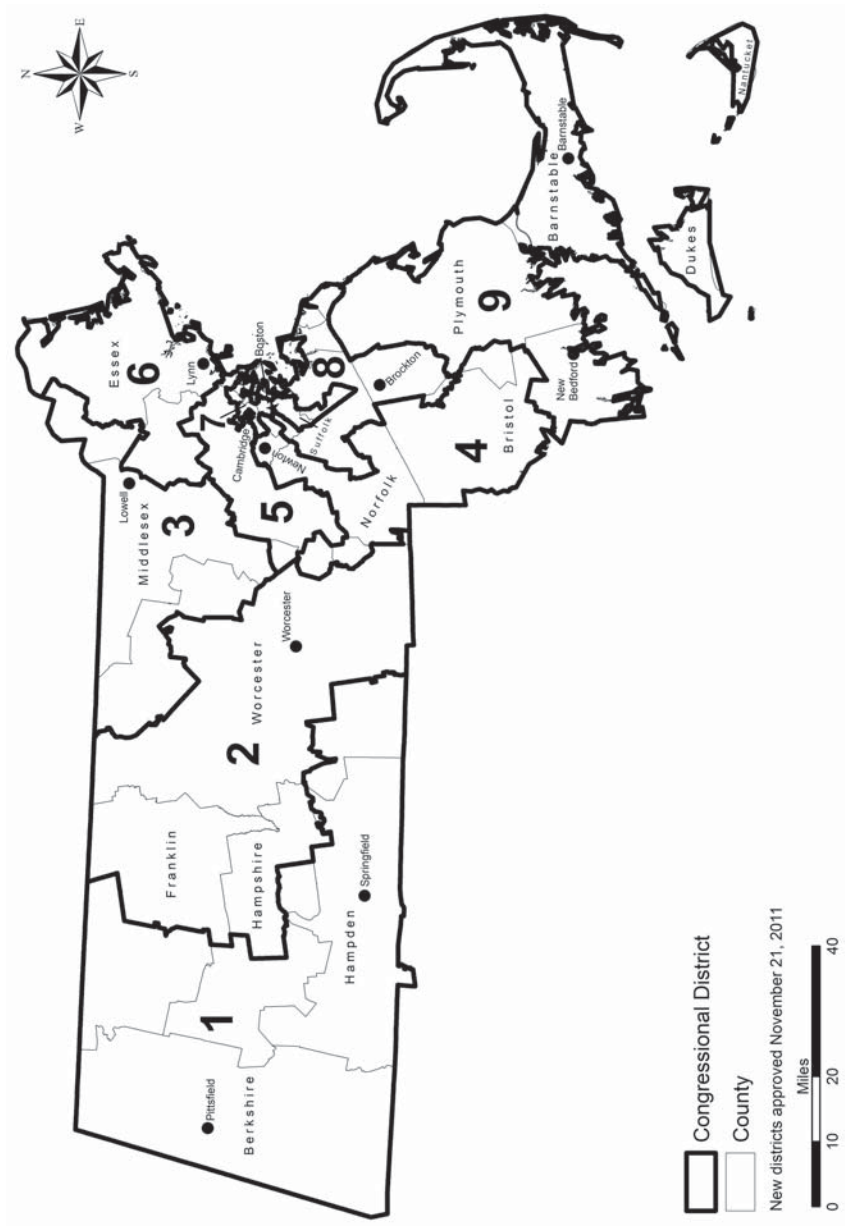 N
E
W
S
Essex
6
Lynn
Lowell
Middlesex
3
7
Cambridge
Boston
Newton
Suffolk
8
5
Norfolk
Brockton
Plymouth
9
Barnstable
Barnstable
Nantucket
Dukes
4
Bristol
New
Bedford
Worcester
Worcester
2
Franklin
Hampshire
Hampden
Springfield
1
Pittsfield
Berkshire
Congressional District
County
New districts approved November 21, 2011
Miles
0 10 20 40